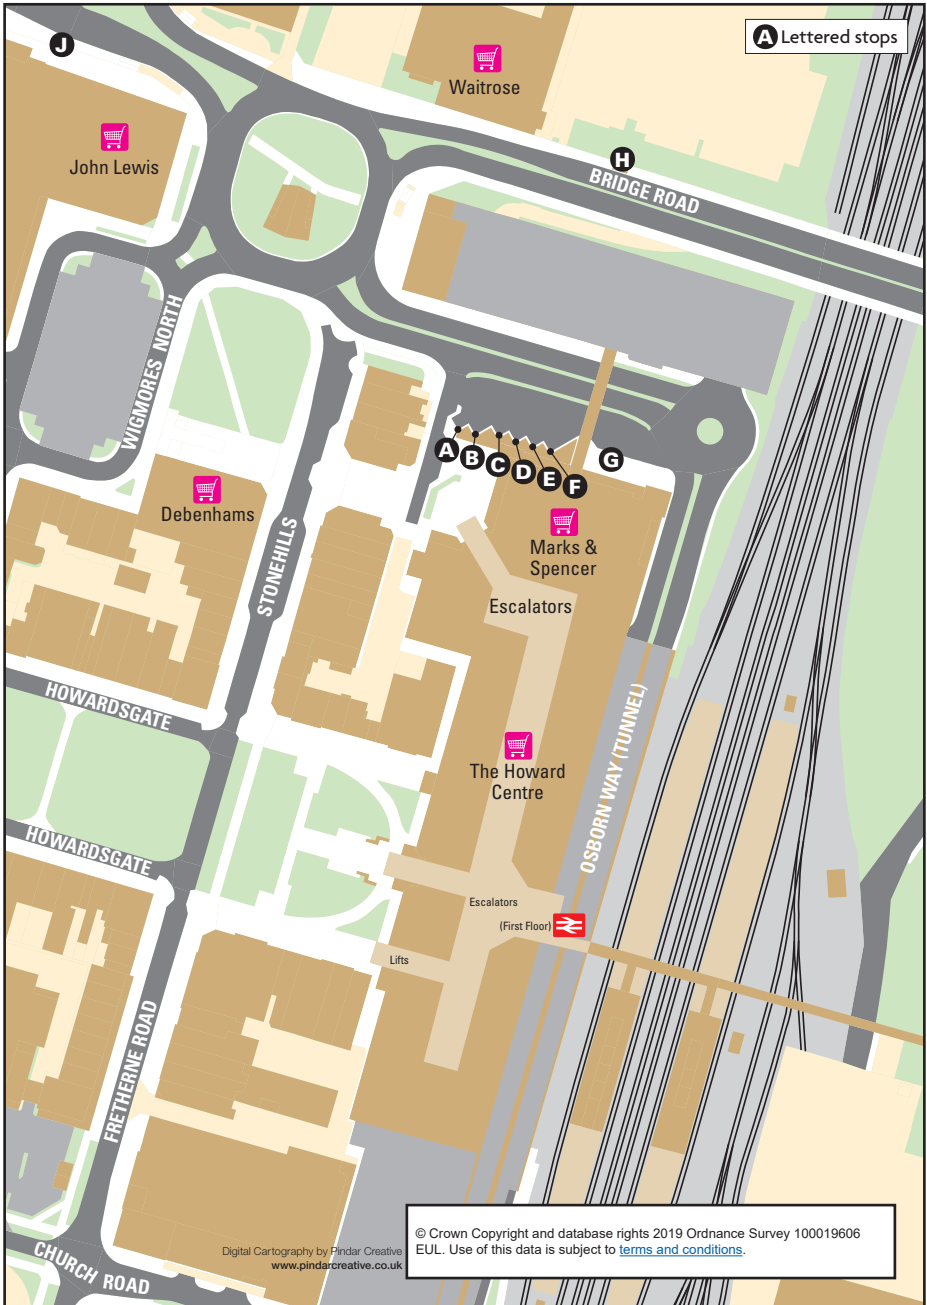 J
A Lettered stops
Waitrose
John Lewis
H
BRIDGE ROAD
WIGMORES NORTH
A
B
C
D
E
F
G
Debenhams
Marks &
Spencer
STONEHILLS
Escalators
HOWARDSGATE
OSBORN WAY (TUNNEL)
The Howard
Centre
HOWARDSGATE
Escalators
(First Floor)
Lifts
FRETHERNE ROAD
CHURCH ROAD
Digital Cartography by Pindar Creative
www.pindarcreative.co.uk
© Crown Copyright and database rights 2019 Ordnance Survey 100019606
EUL. Use of this data is subject to terms and conditions.